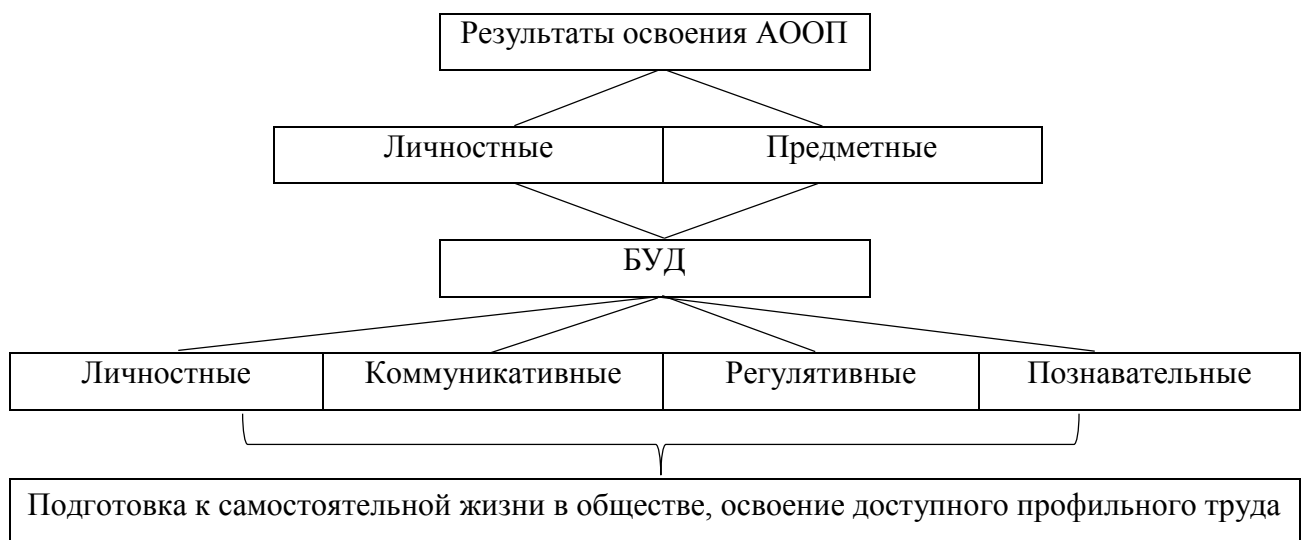 Результаты освоения АООП
Личностные Предметные
БУД
Личностные Коммуникативные Регулятивные Познавательные
Подготовка к самостоятельной жизни в обществе, освоение доступного профильного труда